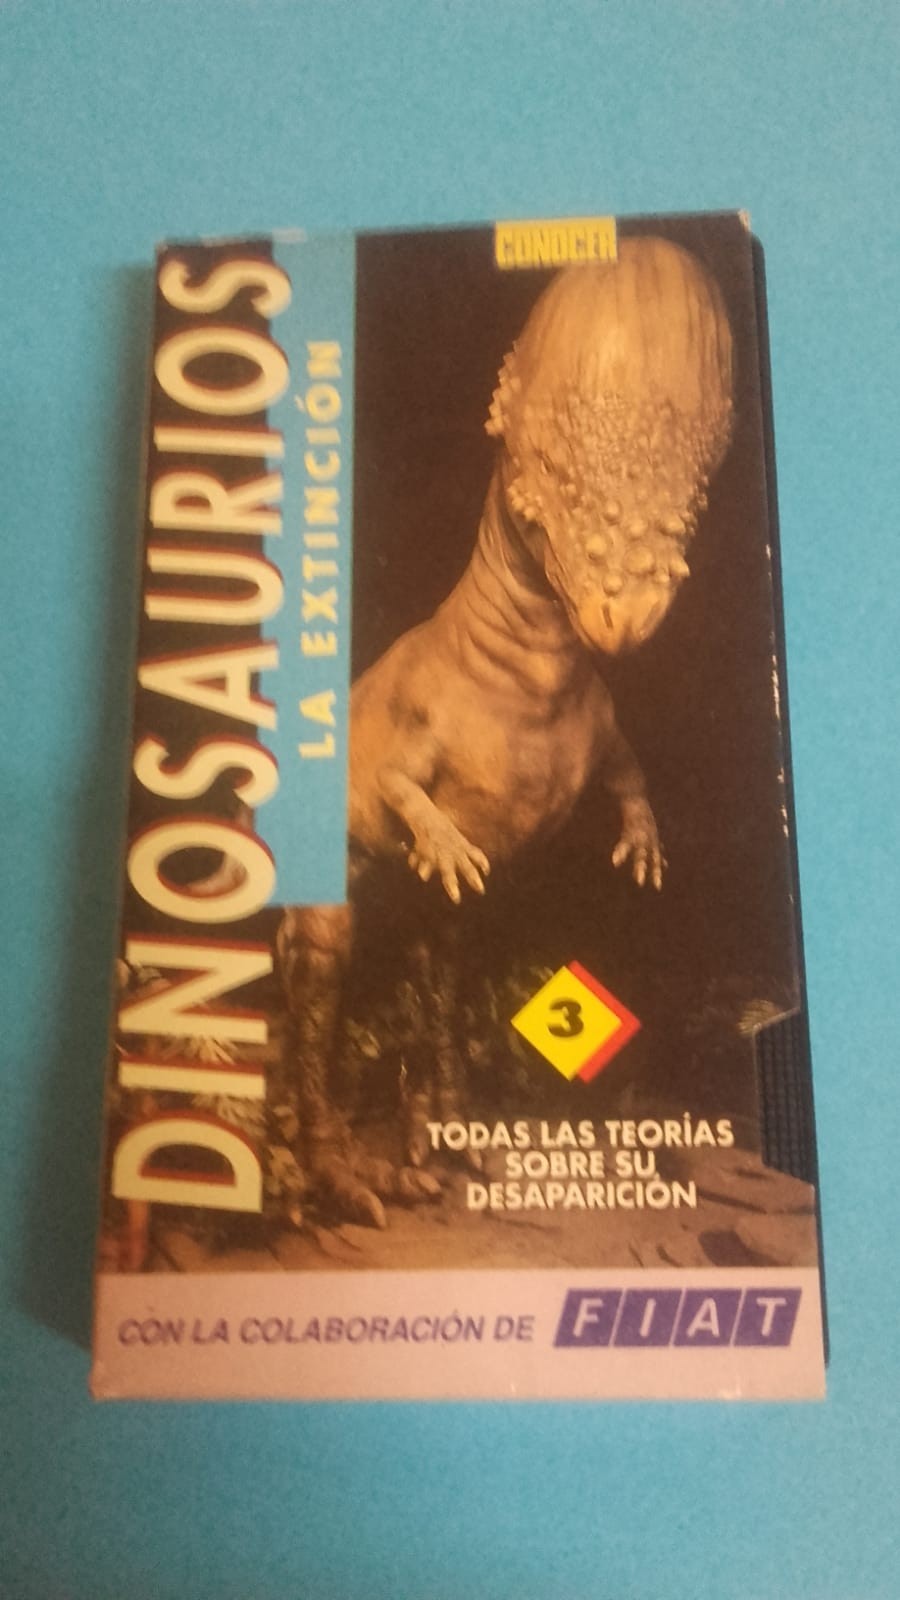 CONOCER
DINOSAURIOS
LA EXTINCIÓN
3
TODAS LAS TEORÍAS
SOBRE SU
DESAPARICIÓN
CON LA COLABORACIÓN DE FIAT